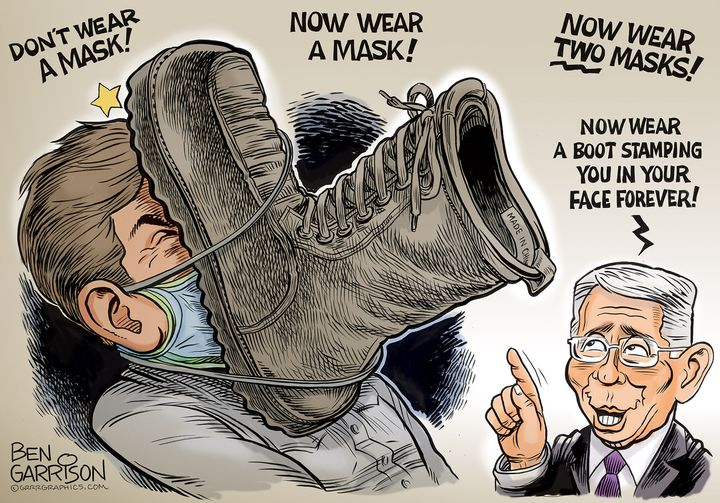 DON'T WEAR
A MASK!
NOW WEAR
A MASK!
NOW WEAR
TWO MASKS!
NOW WEAR
A BOOT STAMPING
YOU IN YOUR
FACE FOREVER!
MADE IN
BEN
GARRISON
©GRRRGRAPHICS.COM